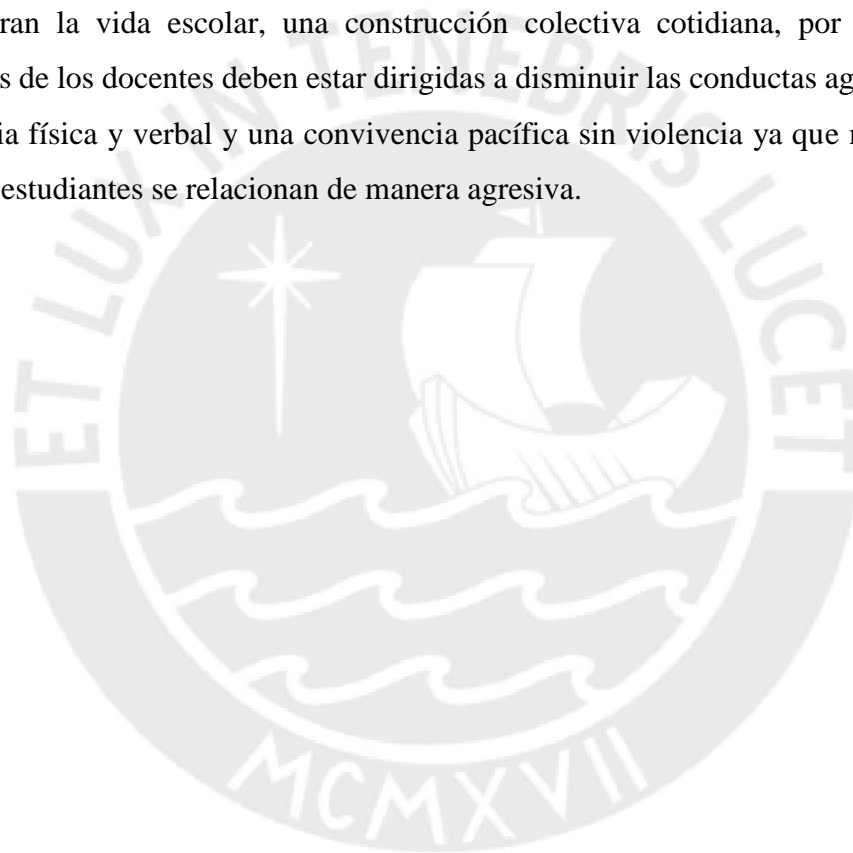 ran la vida escolar, una construcción colectiva cotidiana, por
s de los docentes deben estar dirigidas a disminuir las conductas ag
ia física y verbal y una convivencia pacífica sin violencia ya que
estudiantes se relacionan de manera agresiva.
ET LUX IN TENEBRIS LUCET
MCMXVII